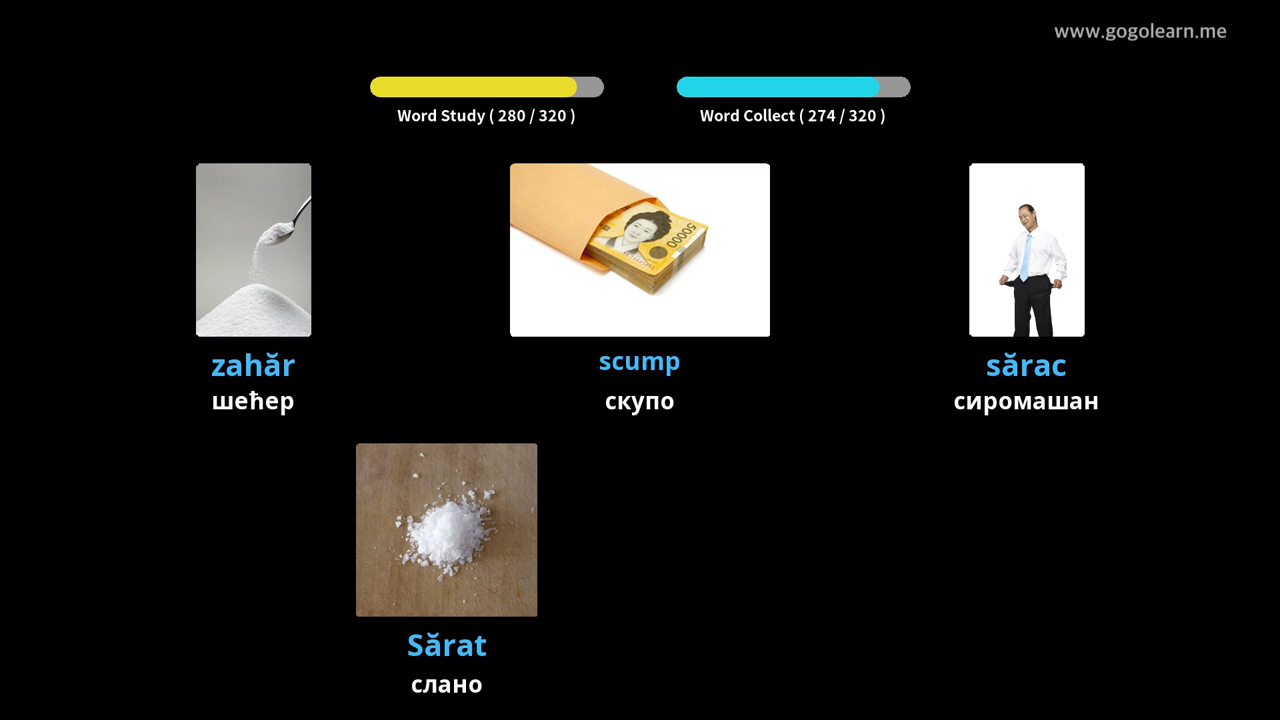 www.gogolearn.me
Word Study ( 280 / 320 )
Word Collect ( 274 / 320 )
zahăr
шећер
scump
скупо
sărac
сиромашан
Sărat
слано
50000